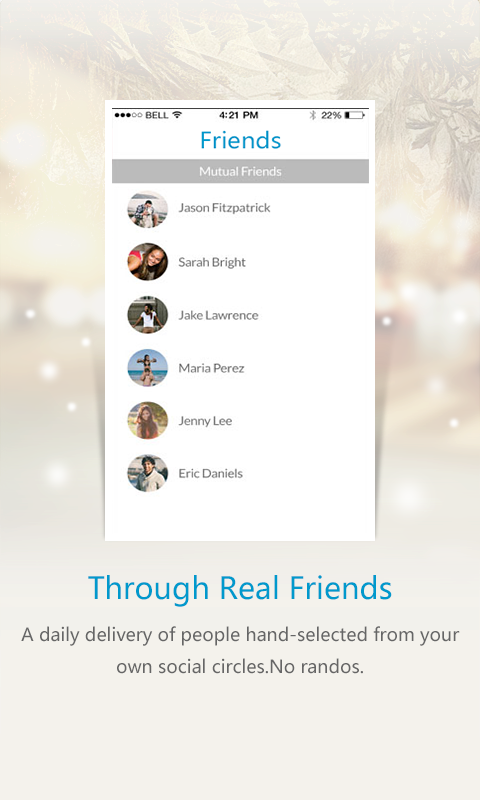 BELL 4:21 PM 22%
Friends
Mutual Friends
Jason Fitzpatrick
Sarah Bright
Jake Lawrence
Maria Perez
Jenny Lee
Eric Daniels
Through Real Friends
A daily delivery of people hand-selected from your
own social circles.No randos.